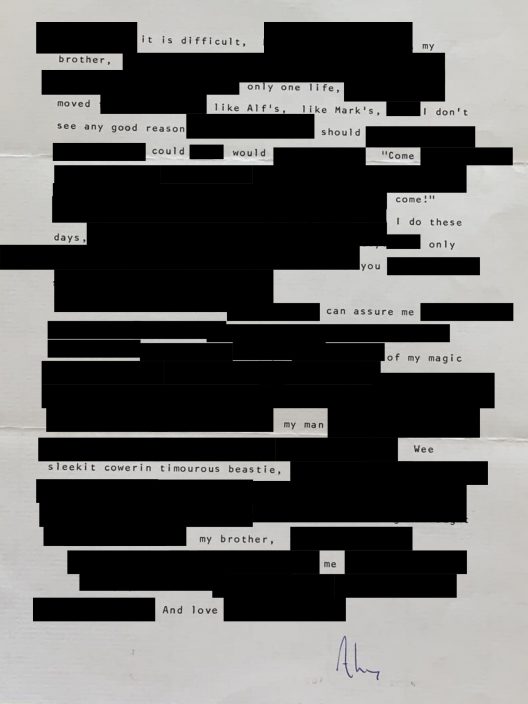 it is difficult, my
brother,
only one life,
moved like Alf's, like Mark's, I don't
see any good reason should
could would "Come
come!"
I do these
days,
only
you
can assure me
of my magic
my man
Wee
sleekit cowerin timourous beastie,
my brother,
me
And love